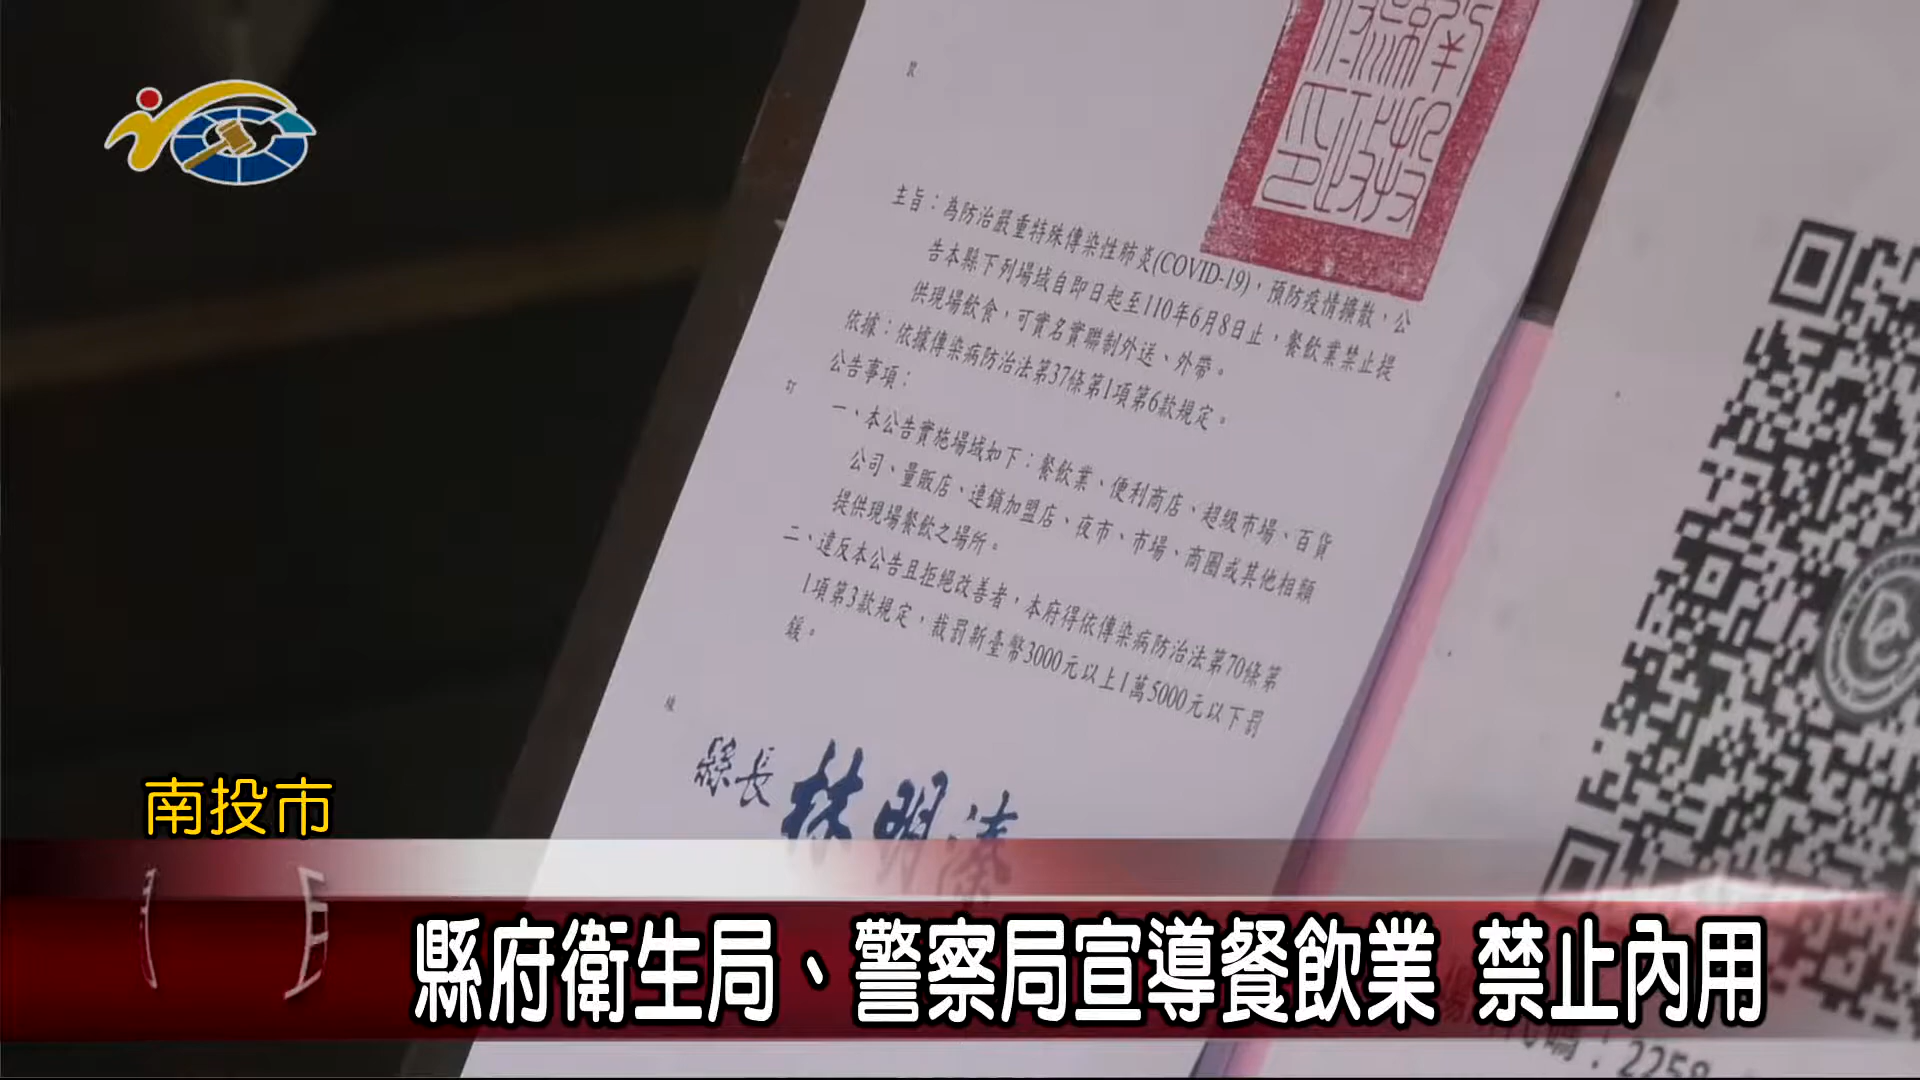 裝
主旨：為防治嚴重特殊傳染性肺炎(COVID-19)，預防疫情擴散，公
告本縣下列場域自即日起至110年6月8日止，餐飲業禁止提
供現場飲食，可實名實聯制外送、外帶。
依據：依據傳染病防治法第37條第1項第6款規定。
公告事項：
訂
一、本公告實施場域如下：餐飲業、便利商店、超級市場、百貨
公司、量販店、連鎖加盟店、夜市、市場、商圈或其他相類
提供現場餐飲之場所。
二、違反本公告且拒絕改善者，本府得依傳染病防治法第70條第
1項第3款規定，裁罰新臺幣3000元以上1萬5000元以下罰
鍰。
縣長 林明溱
南投市
縣府衛生局、警察局宣導餐飲業 禁止內用
：2258